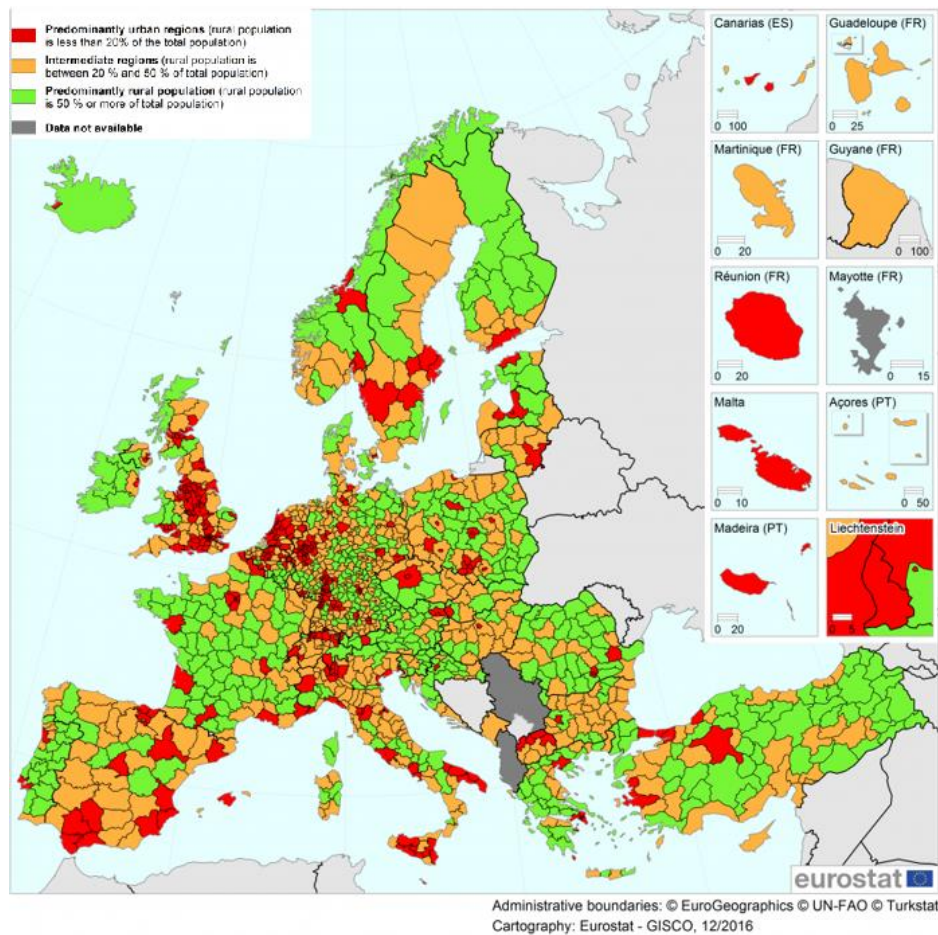 Predominantly urban regions (rural population
is less than 20% of the total population)
Intermediate regions (rural population is
between 20 % and 50 % of total population)
Predominantly rural population (rural population
is 50 % or more of total population)
Data not available
Canarias (ES)
0 100
Guadeloupe (FR)
0 25
Martinique (FR)
0 20
Guyane (FR)
0 100
Réunion (FR)
0 20
Mayotte (FR)
0 15
Malta
0 10
Açores (PT)
0 50
Madeira (PT)
0 20
Liechtenstein
0 5
eurostat
Administrative boundaries: © EuroGeographics © UN-FAO © Turkstat
Cartography: Eurostat - GISCO, 12/2016